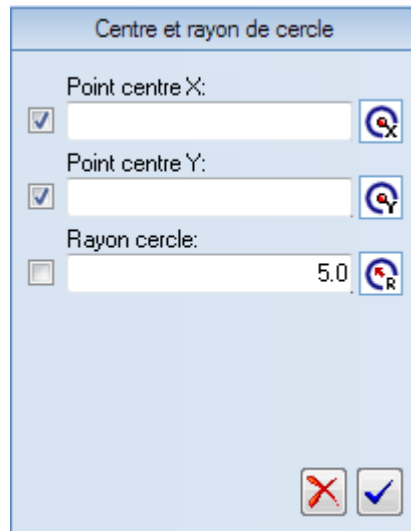 Centre et rayon de cercle
Point centre X:
X
Point centre Y:
Y
Rayon cercle:
5.0
R